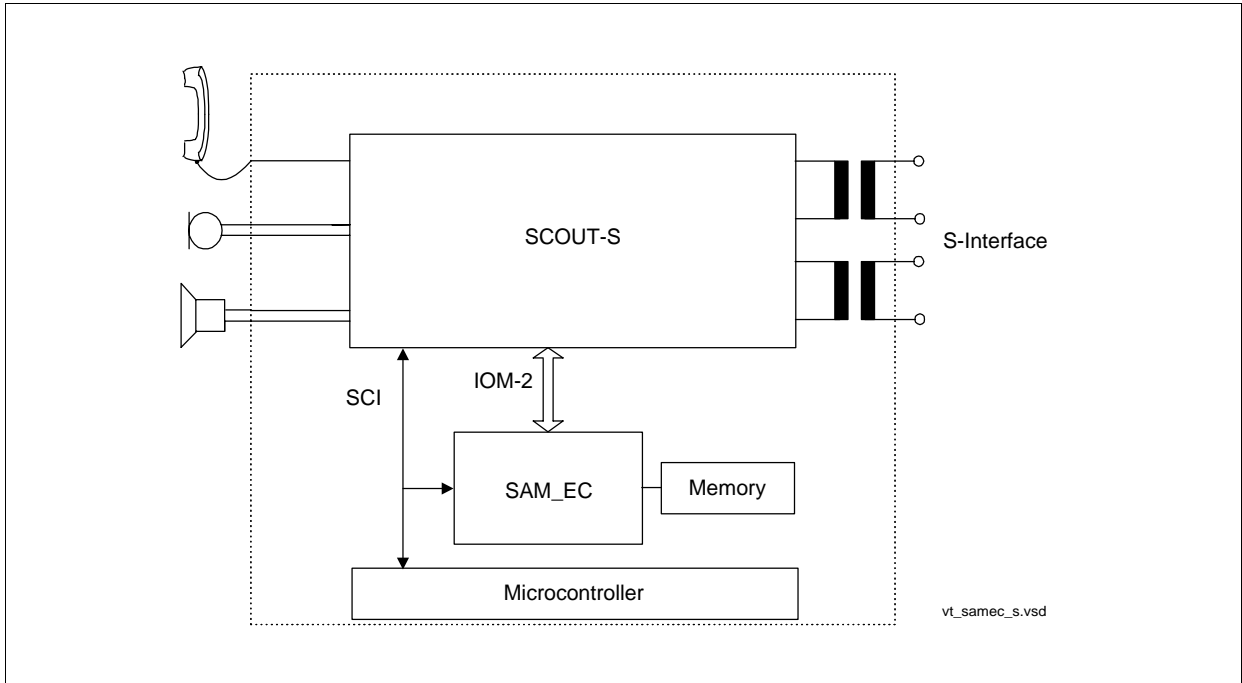 SCOUT-S
S-Interface
IOM-2
SCI
SAM_EC
Memory
Microcontroller
vt_samec_s.vsd